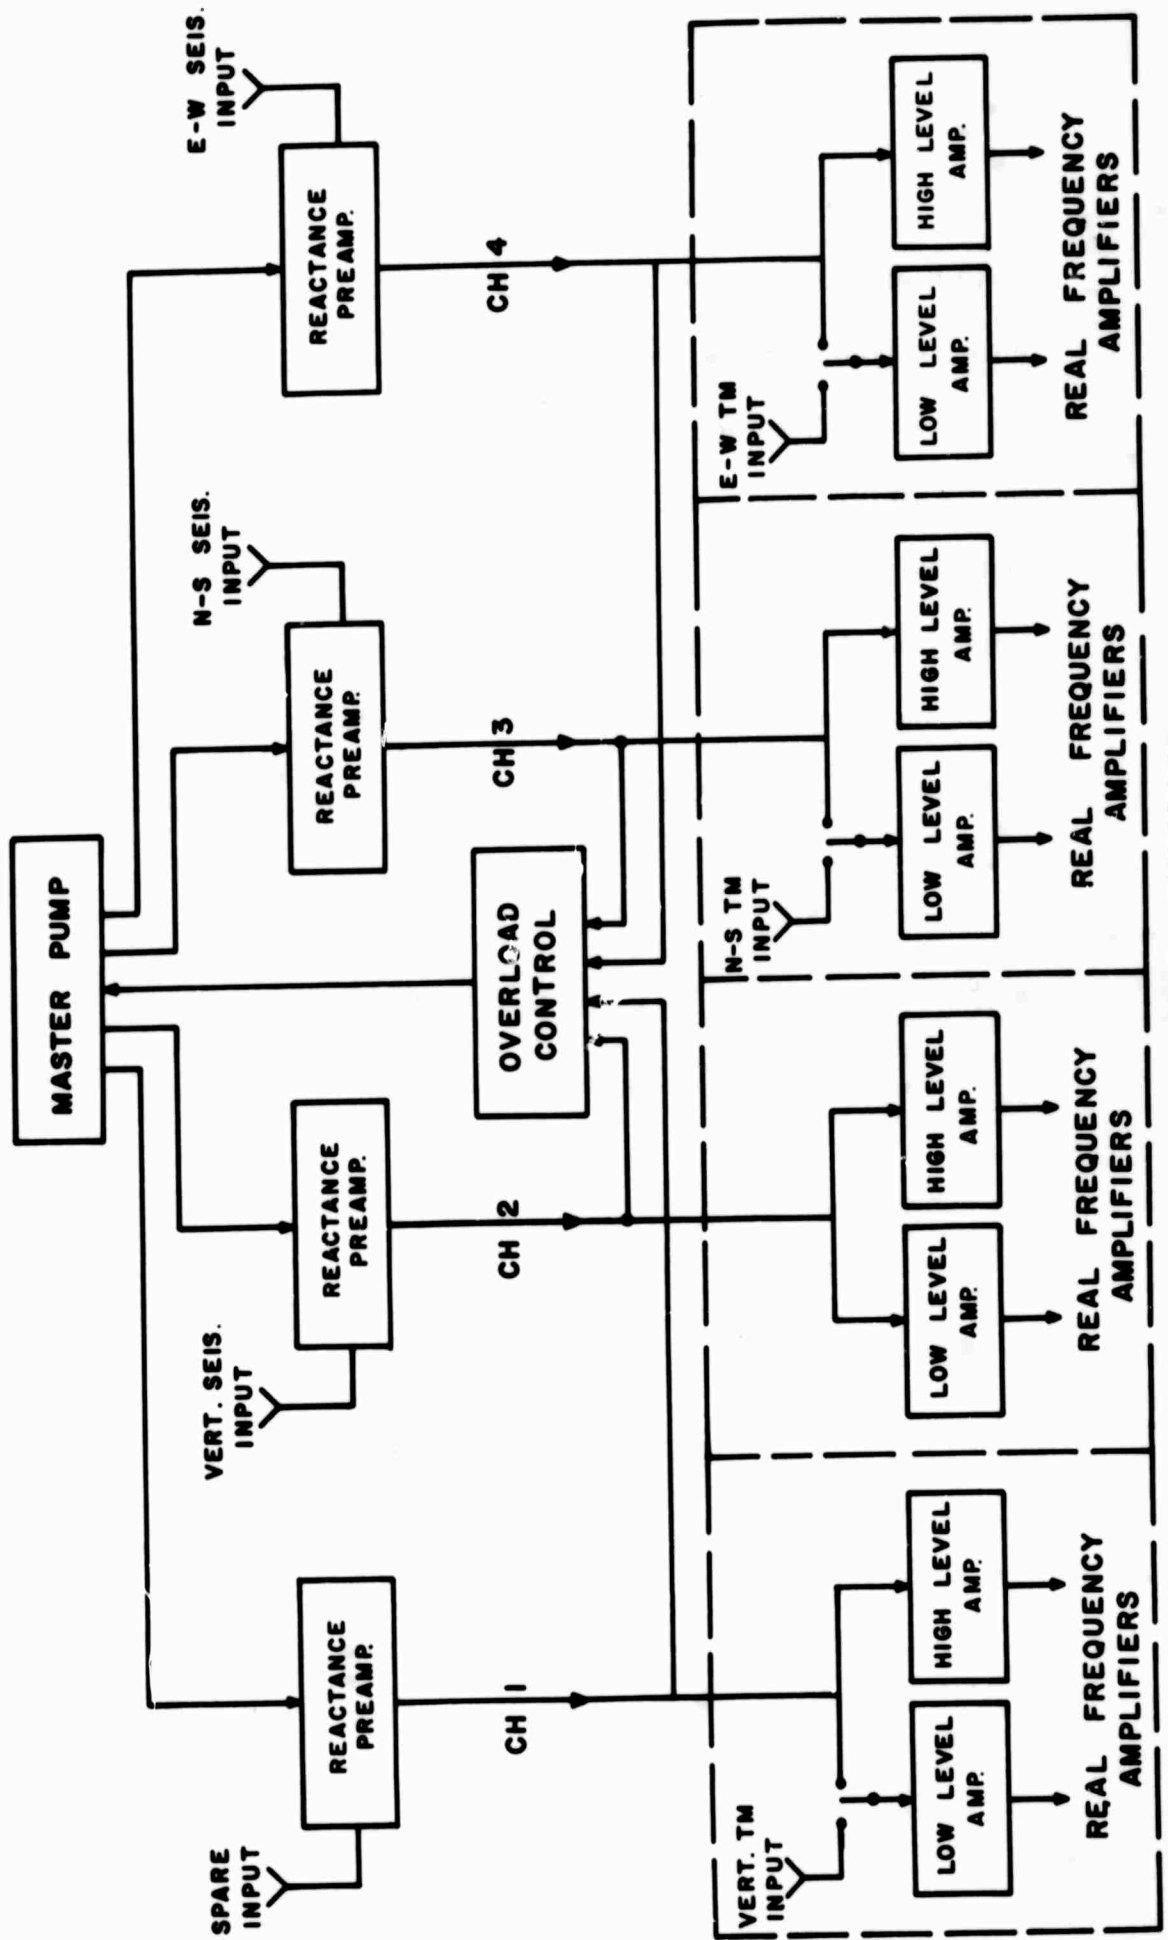 MASTER PUMP
SPARE
INPUT
REACTANCE
PREAMP.
VERT. SEIS.
INPUT
REACTANCE
PREAMP.
N-S SEIS.
INPUT
REACTANCE
PREAMP.
E-W SEIS.
INPUT
REACTANCE
PREAMP.
OVERLOAD
CONTROL
CH 1
CH 2
CH 3
CH 4
VERT. TM
INPUT
LOW LEVEL
AMP.
HIGH LEVEL
AMP.
REAL FREQUENCY
AMPLIFIERS
LOW LEVEL
AMP.
HIGH LEVEL
AMP.
REAL FREQUENCY
AMPLIFIERS
N-S TM
INPUT
LOW LEVEL
AMP.
HIGH LEVEL
AMP.
REAL FREQUENCY
AMPLIFIERS
E-W TM
INPUT
LOW LEVEL
AMP.
HIGH LEVEL
AMP.
REAL FREQUENCY
AMPLIFIERS